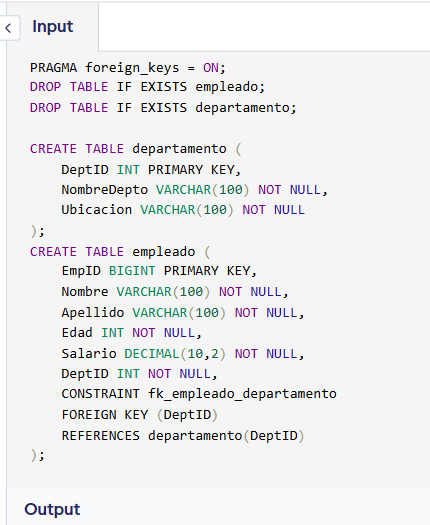 Input
PRAGMA foreign_keys = ON;
DROP TABLE IF EXISTS empleado;
DROP TABLE IF EXISTS departamento;
CREATE TABLE departamento (
DeptID INT PRIMARY KEY,
NombreDepto VARCHAR(100) NOT NULL,
Ubicacion VARCHAR(100) NOT NULL
);
CREATE TABLE empleado (
EmpID BIGINT PRIMARY KEY,
Nombre VARCHAR(100) NOT NULL,
Apellido VARCHAR(100) NOT NULL,
Edad INT NOT NULL,
Salario DECIMAL(10,2) NOT NULL,
DeptID INT NOT NULL,
CONSTRAINT fk_empleado_departamento
FOREIGN KEY (DeptID)
REFERENCES departamento(DeptID)
);
Output